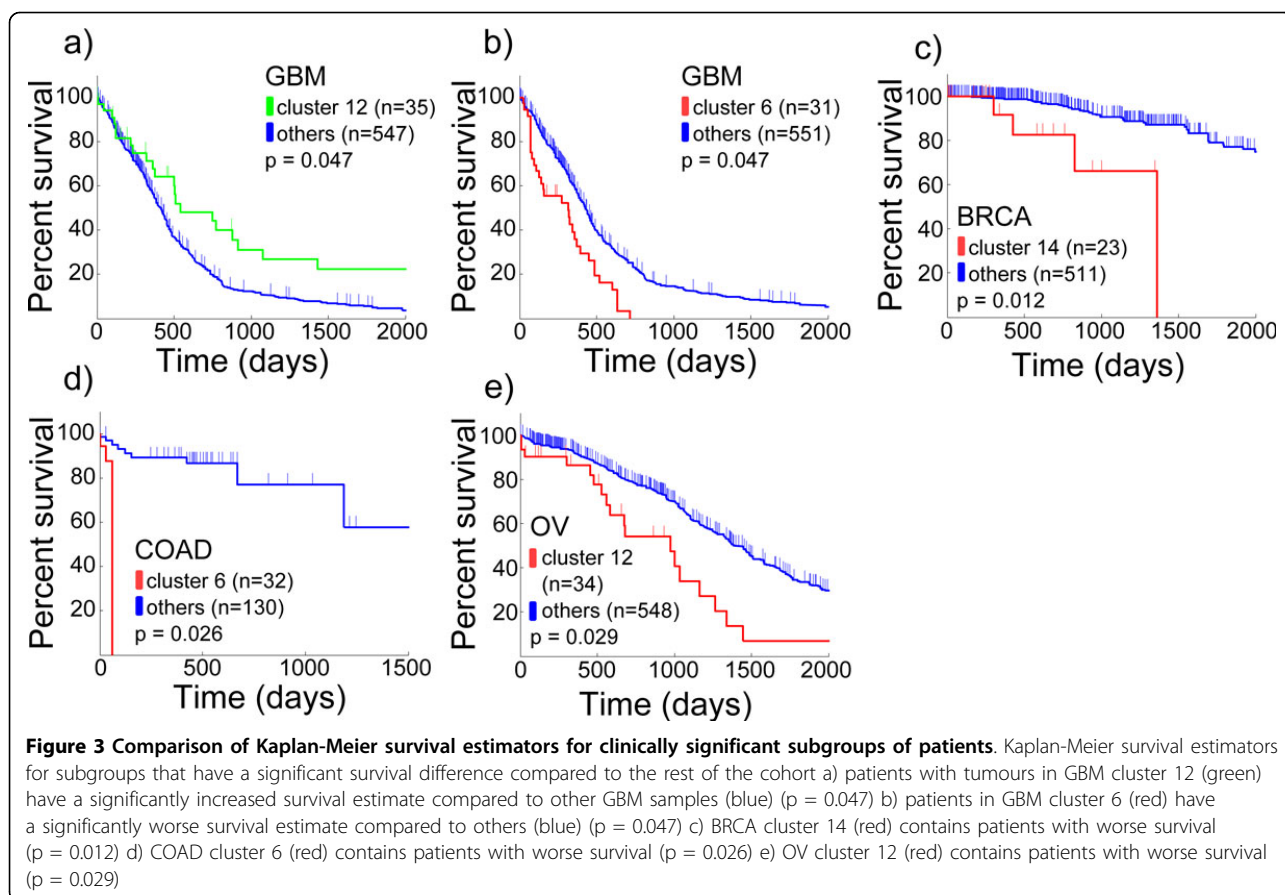 a)
GBM
cluster 12 (n=35)
others (n=547)
p = 0.047
Percent survival
100
80
60
40
20
0 500 1000 1500 2000
Time (days)
b)
GBM
cluster 6 (n=31)
others (n=551)
p = 0.047
Percent survival
100
80
60
40
20
0 500 1000 1500 2000
Time (days)
c)
BRCA
cluster 14 (n=23)
others (n=511)
p = 0.012
Percent survival
100
80
60
40
20
0 500 1000 1500 2000
Time (days)
d)
COAD
cluster 6 (n=32)
others (n=130)
p = 0.026
Percent survival
100
80
60
40
20
0 500 1000 1500
Time (days)
e)
OV
cluster 12
(n=34)
others (n=548)
p = 0.029
Percent survival
100
80
60
40
20
0 500 1000 1500 2000
Time (days)
Figure 3 Comparison of Kaplan-Meier survival estimators for clinically significant subgroups of patients. Kaplan-Meier survival estimators
for subgroups that have a significant survival difference compared to the rest of the cohort a) patients with tumours in GBM cluster 12 (green)
have a significantly increased survival estimate compared to other GBM samples (blue) (p = 0.047) b) patients in GBM cluster 6 (red) have
a significantly worse survival estimate compared to others (blue) (p = 0.047) c) BRCA cluster 14 (red) contains patients with worse survival
(p = 0.012) d) COAD cluster 6 (red) contains patients with worse survival (p = 0.026) e) OV cluster 12 (red) contains patients with worse survival
(p = 0.029)